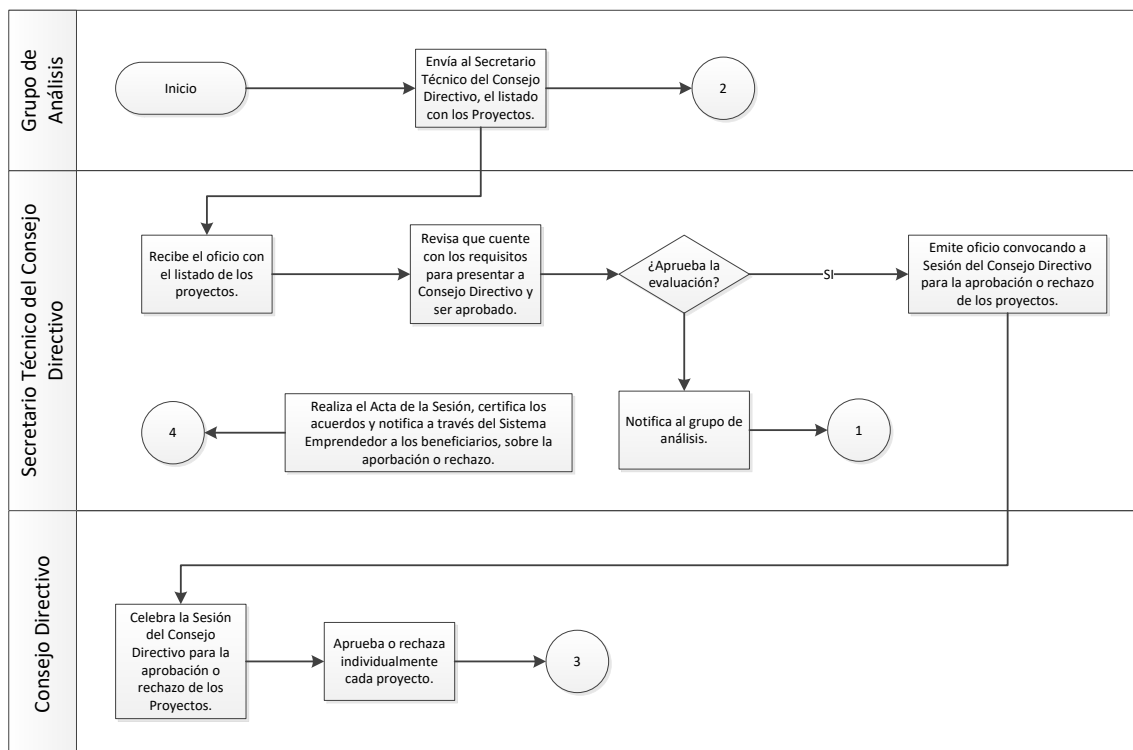 Grupo de
Análisis
Inicio
Envía al Secretario
Técnico del Consejo
Directivo, el listado
con los Proyectos.
2
Secretario Técnico del Consejo
Directivo
Recibe el oficio con
el listado de los
proyectos.
Revisa que cuente
con los requisitos
para presentar a
Consejo Directivo y
ser aprobado.
¿Aprueba la
evaluación?
SI
Emite oficio convocando a
Sesión del Consejo Directivo
para la aprobación o rechazo
de los proyectos.
4
Realiza el Acta de la Sesión, certifica los
acuerdos y notifica a través del Sistema
Emprendedor a los beneficiarios, sobre la
aporbación o rechazo.
Notifica al grupo de
análisis.
1
Consejo Directivo
Celebra la Sesión
del Consejo
Directivo para la
aprobación o
rechazo de los
Proyectos.
Aprueba o rechaza
individualmente
cada proyecto.
3